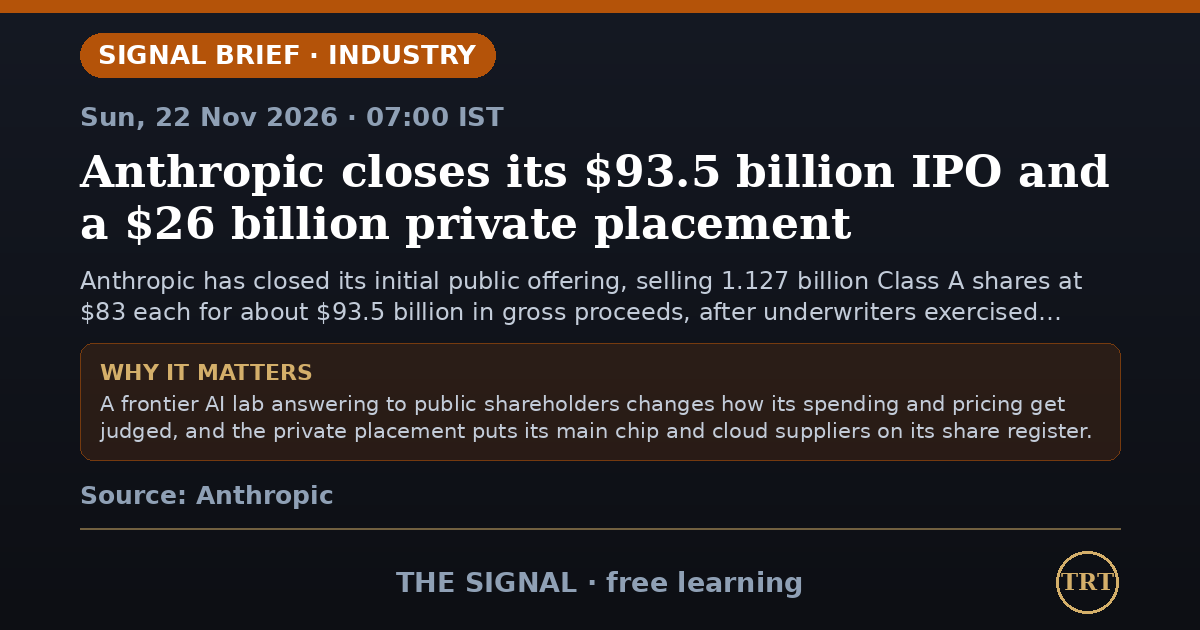 SIGNAL BRIEF · INDUSTRY
Sun, 22 Nov 2026 · 07:00 IST
Anthropic closes its $93.5 billion IPO and
a $26 billion private placement
Anthropic has closed its initial public offering, selling 1.127 billion Class A shares at
$83 each for about $93.5 billion in gross proceeds, after underwriters exercised…
WHY IT MATTERS
A frontier AI lab answering to public shareholders changes how its spending and pricing get
judged, and the private placement puts its main chip and cloud suppliers on its share register.
Source: Anthropic
THE SIGNAL · free learning
TRT